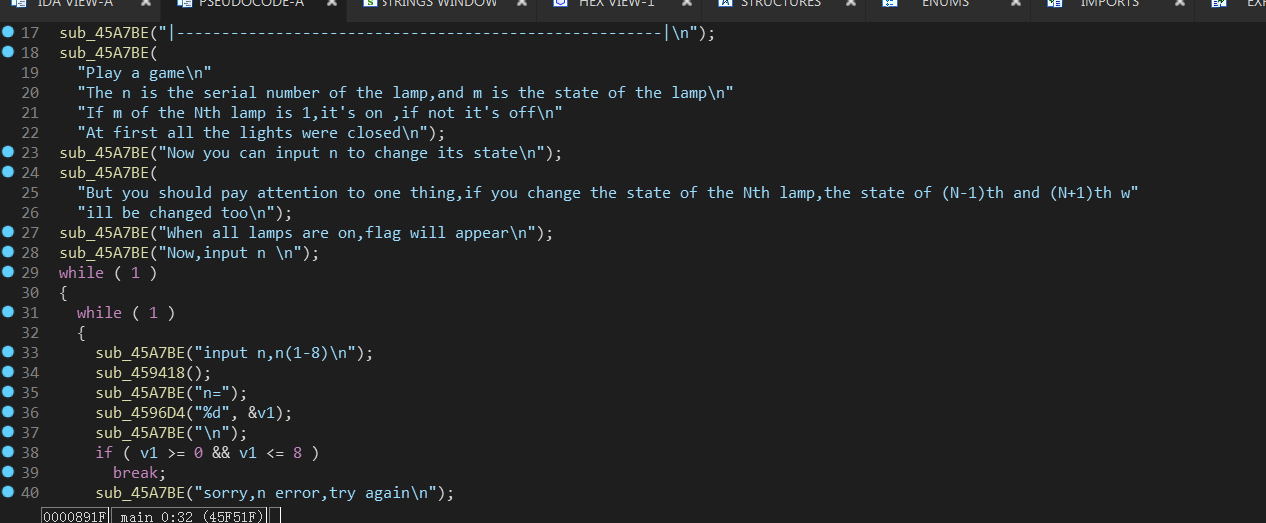 IDA VIEW-A PSEUDOCODE-A STRINGS WINDOW HEX VIEW-1 STRUCTURES ENUMS IMPORTS
17 sub_45A7BE("|-----------------------------------------------------|\n");
18 sub_45A7BE(
19 "Play a game\n"
20 "The n is the serial number of the lamp,and m is the state of the lamp\n"
21 "If m of the Nth lamp is 1,it's on ,if not it's off\n"
22 "At first all the lights were closed\n");
23 sub_45A7BE("Now you can input n to change its state\n");
24 sub_45A7BE(
25 "But you should pay attention to one thing,if you change the state of the Nth lamp,the state of (N-1)th and (N+1)th w"
26 "ill be changed too\n");
27 sub_45A7BE("When all lamps are on,flag will appear\n");
28 sub_45A7BE("Now,input n \n");
29 while ( 1 )
30 {
31 while ( 1 )
32 {
33 sub_45A7BE("input n,n(1-8)\n");
34 sub_459418();
35 sub_45A7BE("n=");
36 sub_4596D4("%d", &v1);
37 sub_45A7BE("\n");
38 if ( v1 >= 0 && v1 <= 8 )
39 break;
40 sub_45A7BE("sorry,n error,try again\n");
0000891F main 0:32 (45F51F)